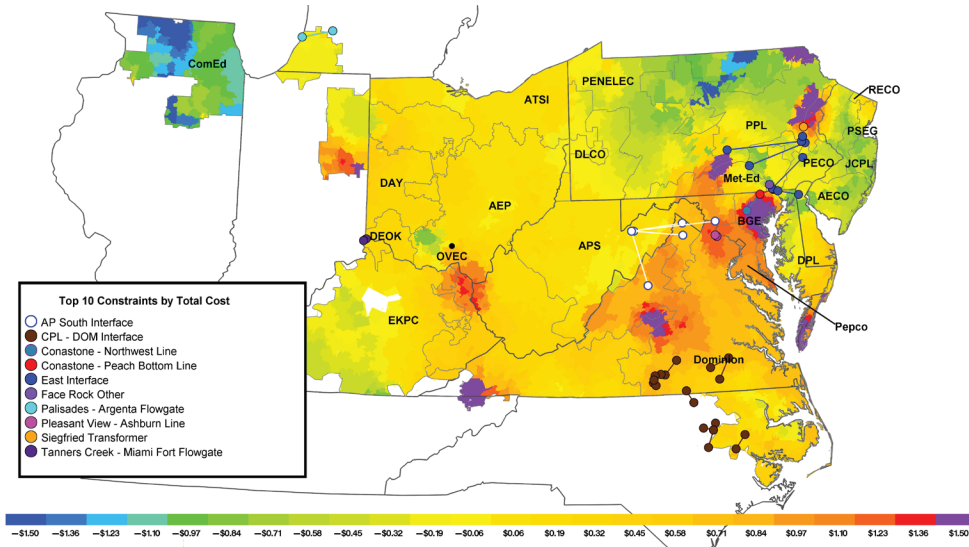 ComEd
PENELEC
ATSI
RECO
PPL
PSEG
DLCO
PECO
JCPL
Met-Ed
DAY
AECO
AEP
BGE
DEOK
APS
OVEC
DPL
Pepco
EKPC
Dominion
Top 10 Constraints by Total Cost
AP South Interface
CPL - DOM Interface
Conastone - Northwest Line
Conastone - Peach Bottom Line
East Interface
Face Rock Other
Palisades - Argenta Flowgate
Pleasant View - Ashburn Line
Siegfried Transformer
Tanners Creek - Miami Fort Flowgate
−$1.50 −$1.36 −$1.23 −$1.10 −$0.97 −$0.84 −$0.71 −$0.58 −$0.45 −$0.32 −$0.19 −$0.06 $0.06 $0.19 $0.32 $0.45 $0.58 $0.71 $0.84 $0.97 $1.10 $1.23 $1.36 $1.50